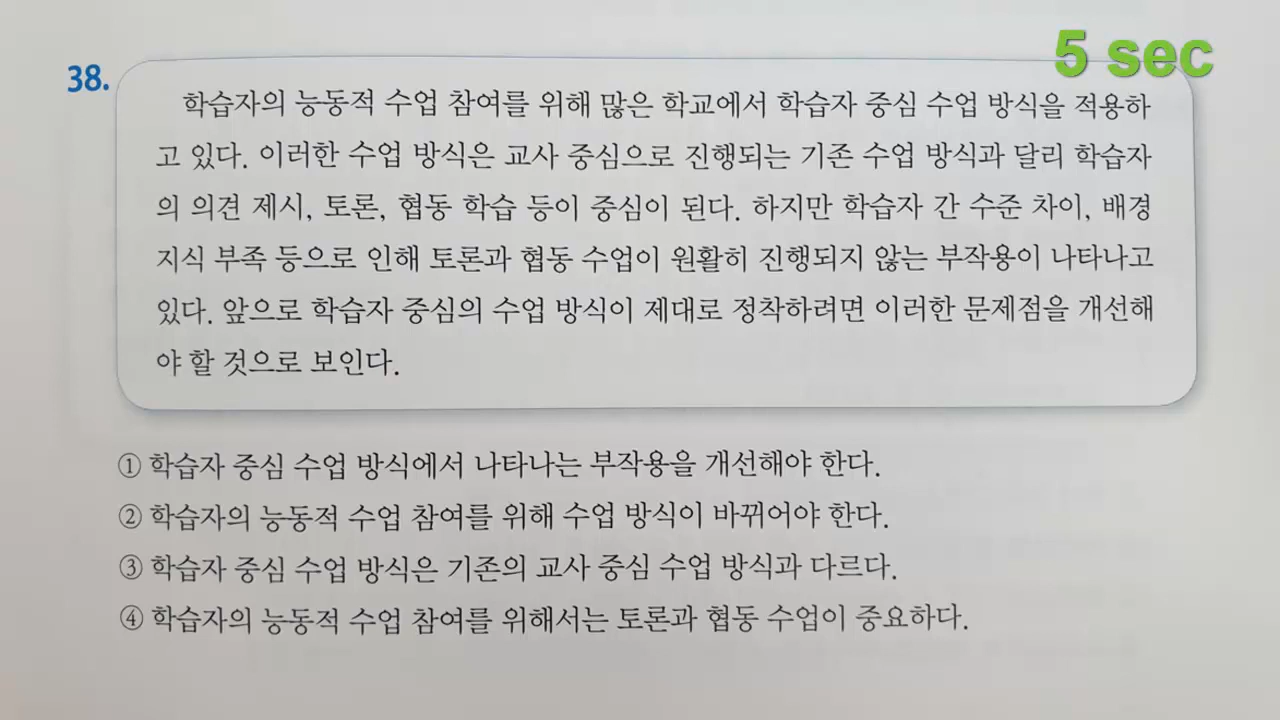 5 sec
38.
학습자의 능동적 수업 참여를 위해 많은 학교에서 학습자 중심 수업 방식을 적용하
고 있다. 이러한 수업 방식은 교사 중심으로 진행되는 기존 수업 방식과 달리 학습자
의 의견 제시, 토론, 협동 학습 등이 중심이 된다. 하지만 학습자 간 수준 차이, 배경
지식 부족 등으로 인해 토론과 협동 수업이 원활히 진행되지 않는 부작용이 나타나고
있다. 앞으로 학습자 중심의 수업 방식이 제대로 정착하려면 이러한 문제점을 개선해
야 할 것으로 보인다.
① 학습자 중심 수업 방식에서 나타나는 부작용을 개선해야 한다.
② 학습자의 능동적 수업 참여를 위해 수업 방식이 바뀌어야 한다.
③ 학습자 중심 수업 방식은 기존의 교사 중심 수업 방식과 다르다.
④ 학습자의 능동적 수업 참여를 위해서는 토론과 협동 수업이 중요하다.